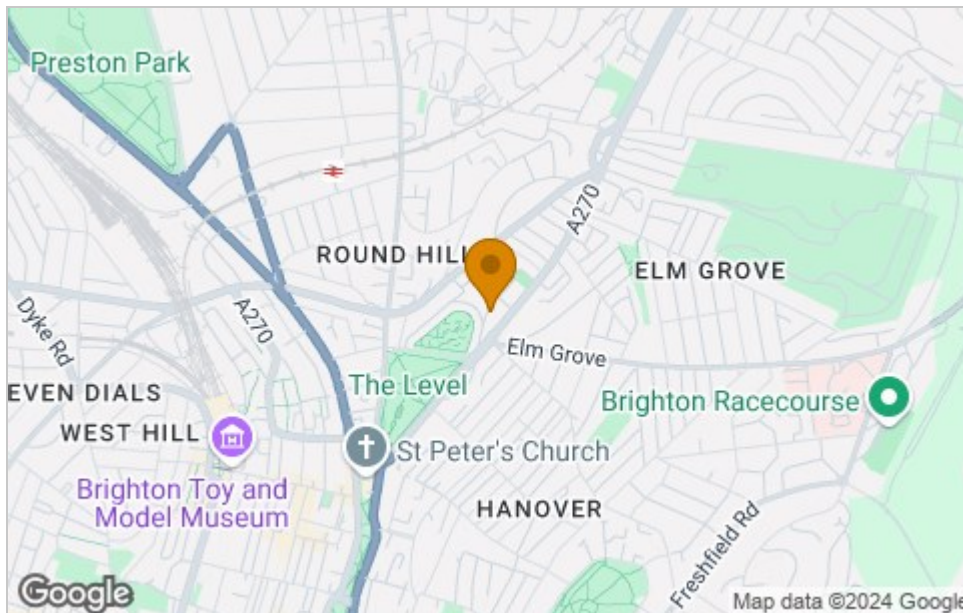 Preston Park
A270
ROUND HILL
ELM GROVE
A270
Dyke Rd
Elm Grove
The Level
EVEN DIALS
WEST HILL
Brighton Racecourse
St Peter's Church
Brighton Toy and
Model Museum
HANOVER
Freshfield Rd
Google
Map data ©2024 Google